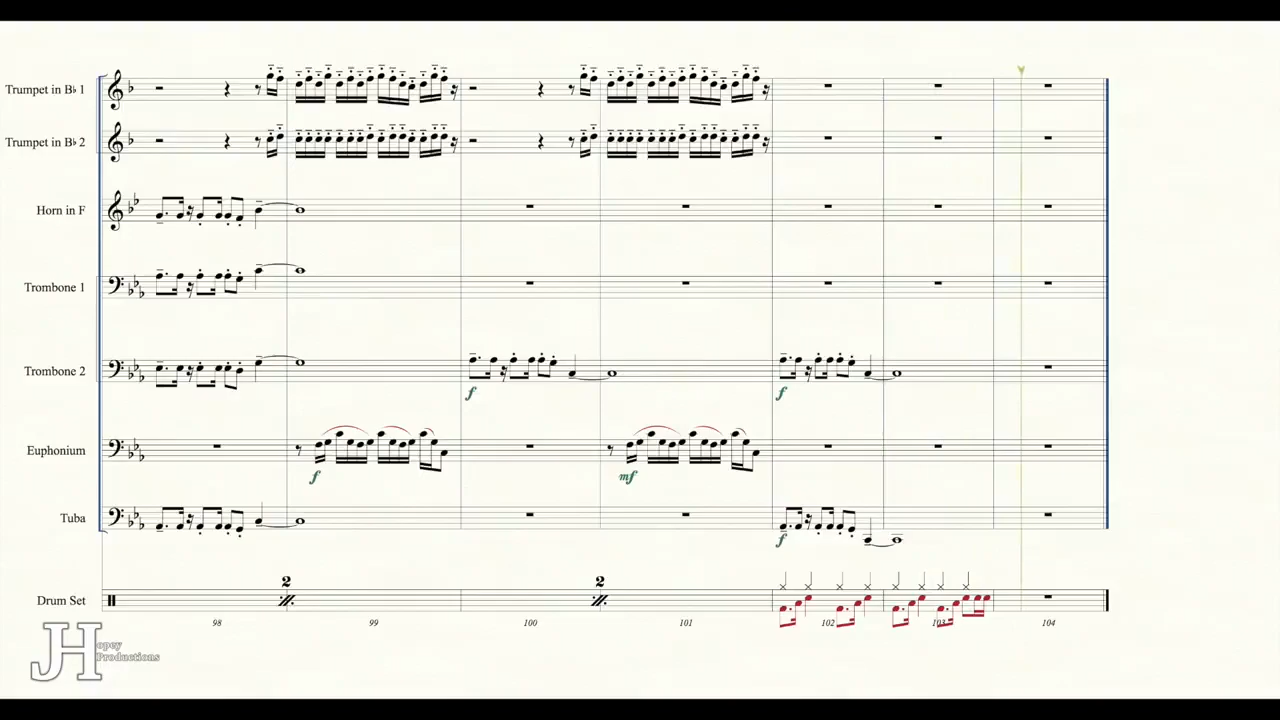 Trumpet in B♭ 1
Trumpet in B♭ 2
Horn in F
Trombone 1
Trombone 2
f
f
Euphonium
f
mf
Tuba
f
2
2
Drum Set
98
99
100
101
102
103
104
JH
opey
Productions